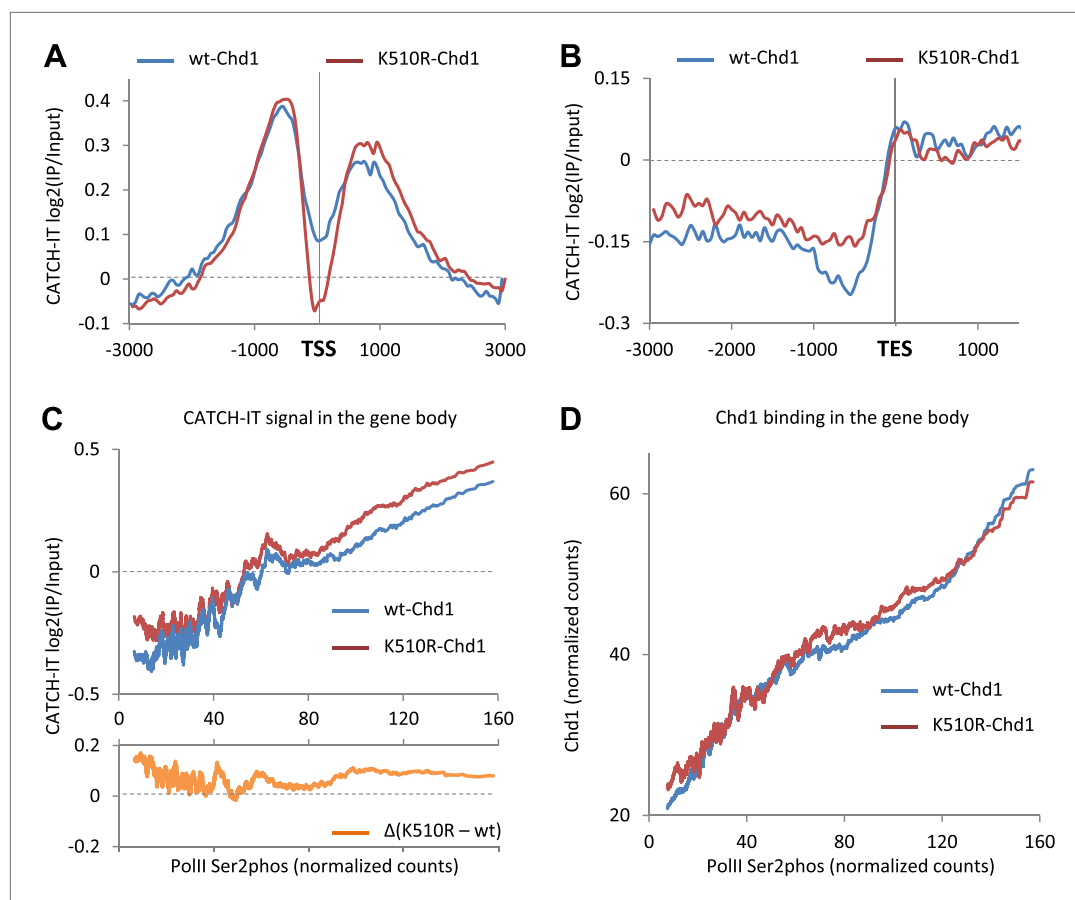 A
wt-Chd1
K510R-Chd1
CATCH-IT log2(IP/Input)
0.4
0.3
0.2
0.1
0
-0.1
-3000
-1000
TSS
1000
3000
B
wt-Chd1
K510R-Chd1
CATCH-IT log2(IP/Input)
0.15
0
-0.15
-0.3
-3000
-2000
-1000
TES
1000
C
CATCH-IT signal in the gene body
CATCH-IT log2(IP/Input)
0.5
0
-0.5
wt-Chd1
K510R-Chd1
0
40
80
120
160
0.2
0
-0.2
Δ(K510R – wt)
PolII Ser2phos (normalized counts)
D
Chd1 binding in the gene body
Chd1 (normalized counts)
60
40
20
wt-Chd1
K510R-Chd1
0
40
80
120
160
PolII Ser2phos (normalized counts)